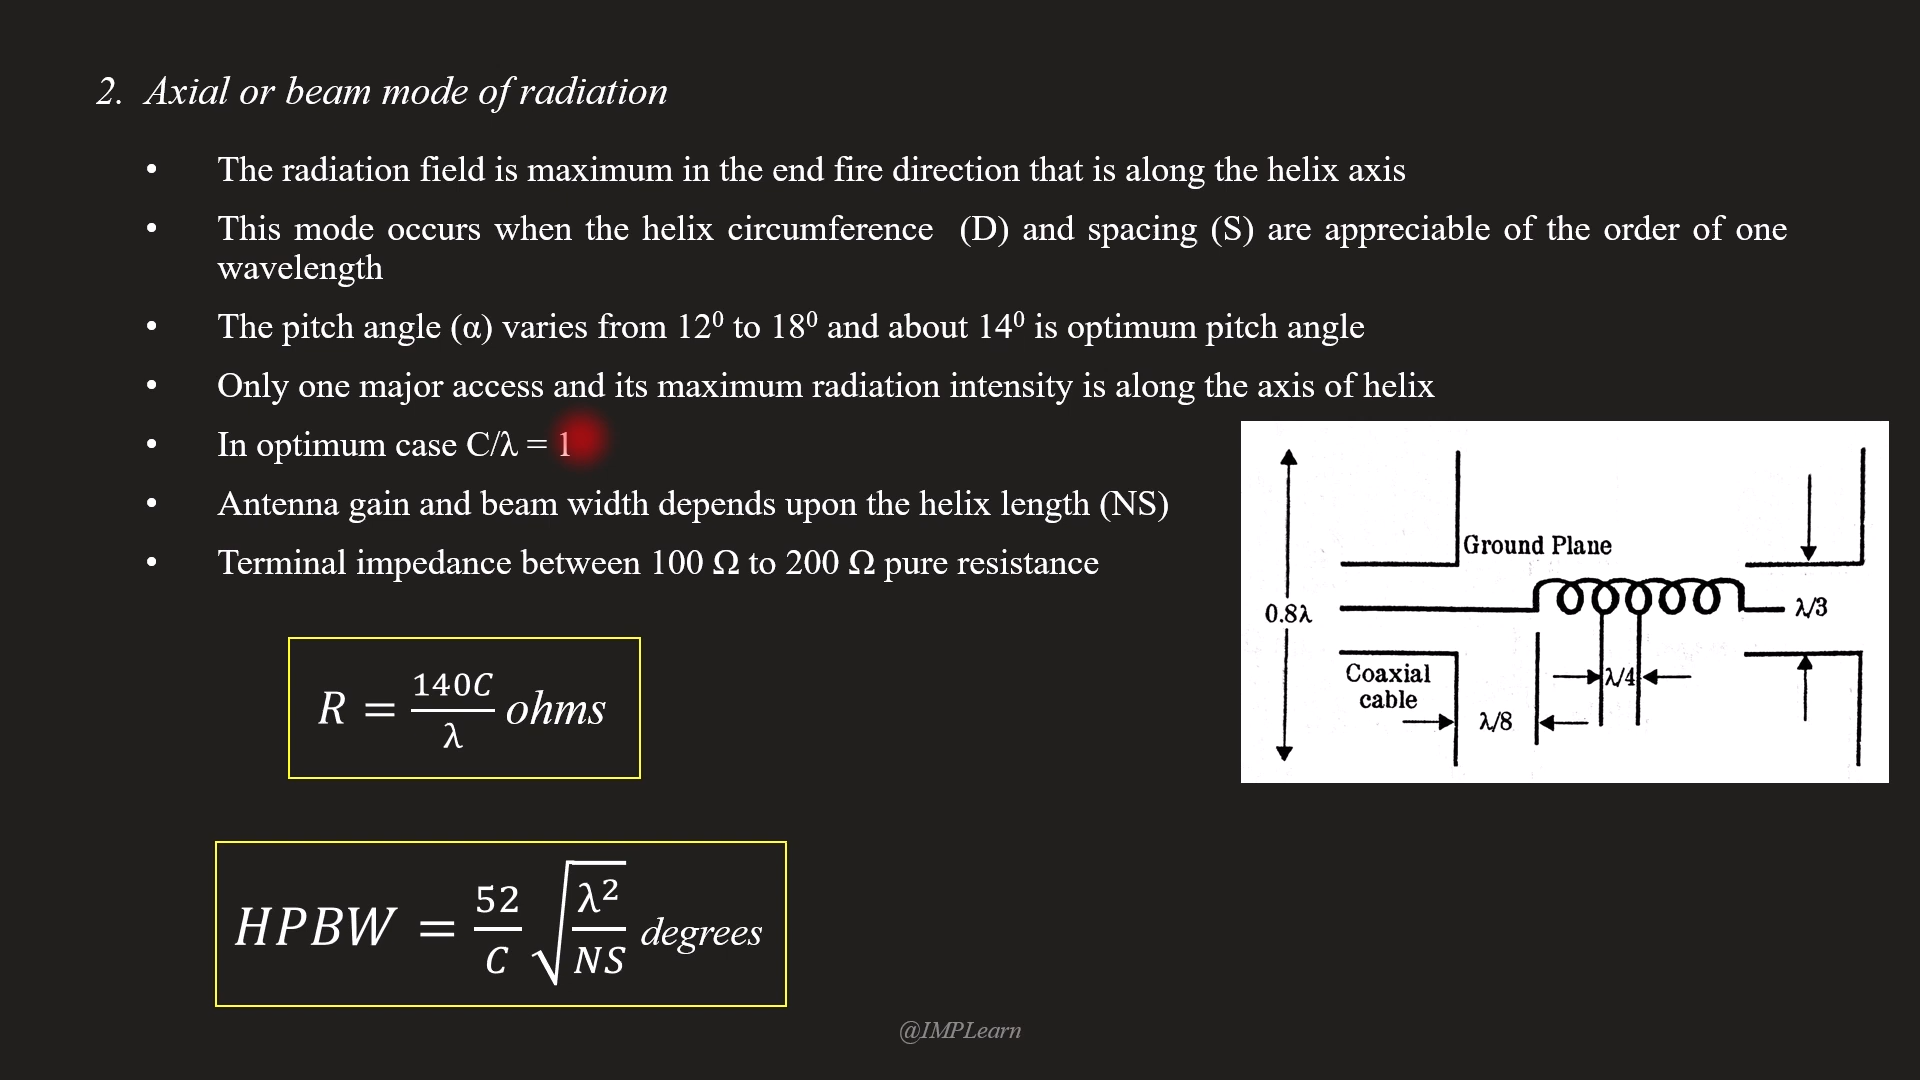 2. Axial or beam mode of radiation
• The radiation field is maximum in the end fire direction that is along the helix axis
• This mode occurs when the helix circumference (D) and spacing (S) are appreciable of the order of one
wavelength
• The pitch angle (α) varies from 12⁰ to 18⁰ and about 14⁰ is optimum pitch angle
• Only one major access and its maximum radiation intensity is along the axis of helix
• In optimum case C/λ = 1
• Antenna gain and beam width depends upon the helix length (NS)
• Terminal impedance between 100 Ω to 200 Ω pure resistance
R = 140C/λ ohms
HPBW = 52/C √(λ²/NS) degrees
Ground Plane
0.8λ
λ/3
Coaxial
cable
λ/4
λ/8
@IMPLearn